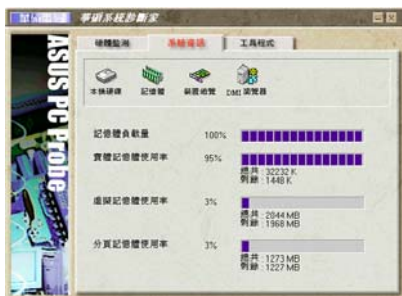 華碩系統診斷家
硬體監測 系統資訊 工具程式
本機硬碟 記憶體 裝置總覽 DMI 瀏覽器
ASUS PC Probe
記憶體負載量 100%
實體記憶體使用率 95%
總共 : 32232 K
剩餘 : 1448 K
虛擬記憶體使用率 3%
總共 : 2044 MB
剩餘 : 1968 MB
分頁記憶體使用率 3%
總共 : 1273 MB
剩餘 : 1227 MB